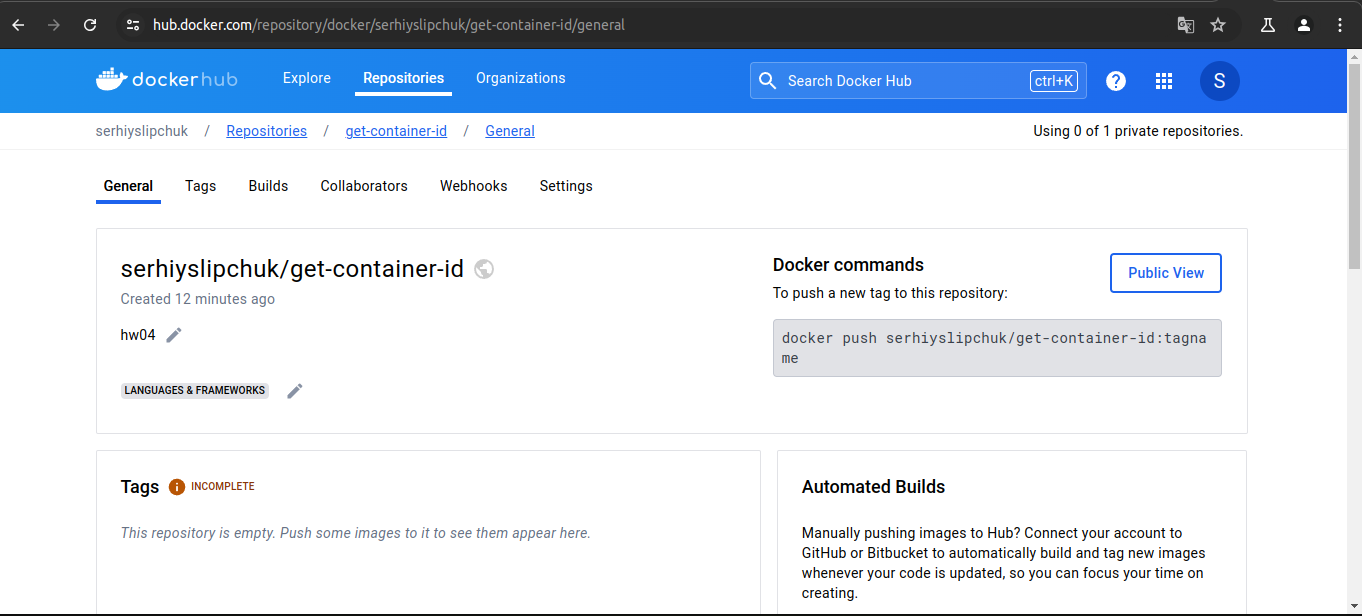 hub.docker.com/repository/docker/serhiyslipchuk/get-container-id/general
docker hub
Explore
Repositories
Organizations
Search Docker Hub
ctrl+K
?
S
serhiyslipchuk / Repositories / get-container-id / General
Using 0 of 1 private repositories.
General
Tags
Builds
Collaborators
Webhooks
Settings
serhiyslipchuk/get-container-id
Created 12 minutes ago
hw04
LANGUAGES & FRAMEWORKS
Docker commands
Public View
To push a new tag to this repository:
docker push serhiyslipchuk/get-container-id:tagna
me
Tags
INCOMPLETE
This repository is empty. Push some images to it to see them appear here.
Automated Builds
Manually pushing images to Hub? Connect your account to
GitHub or Bitbucket to automatically build and tag new images
whenever your code is updated, so you can focus your time on
creating.